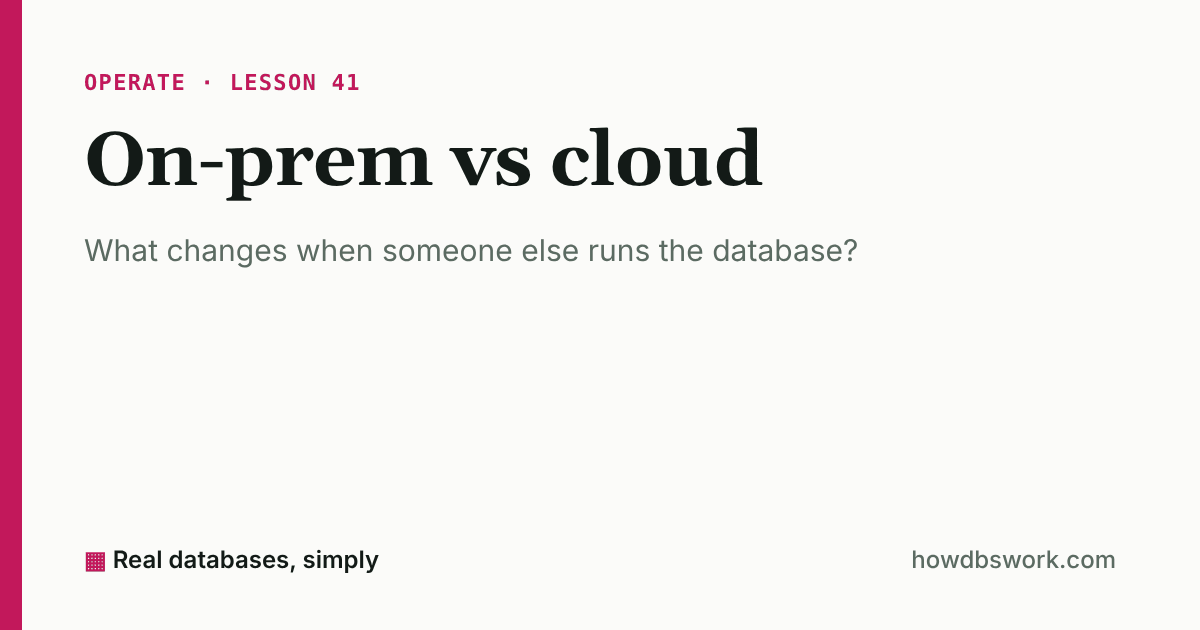 OPERATE · LESSON 41
On-prem vs cloud
What changes when someone else runs the database?
Real databases, simply
howdbswork.com